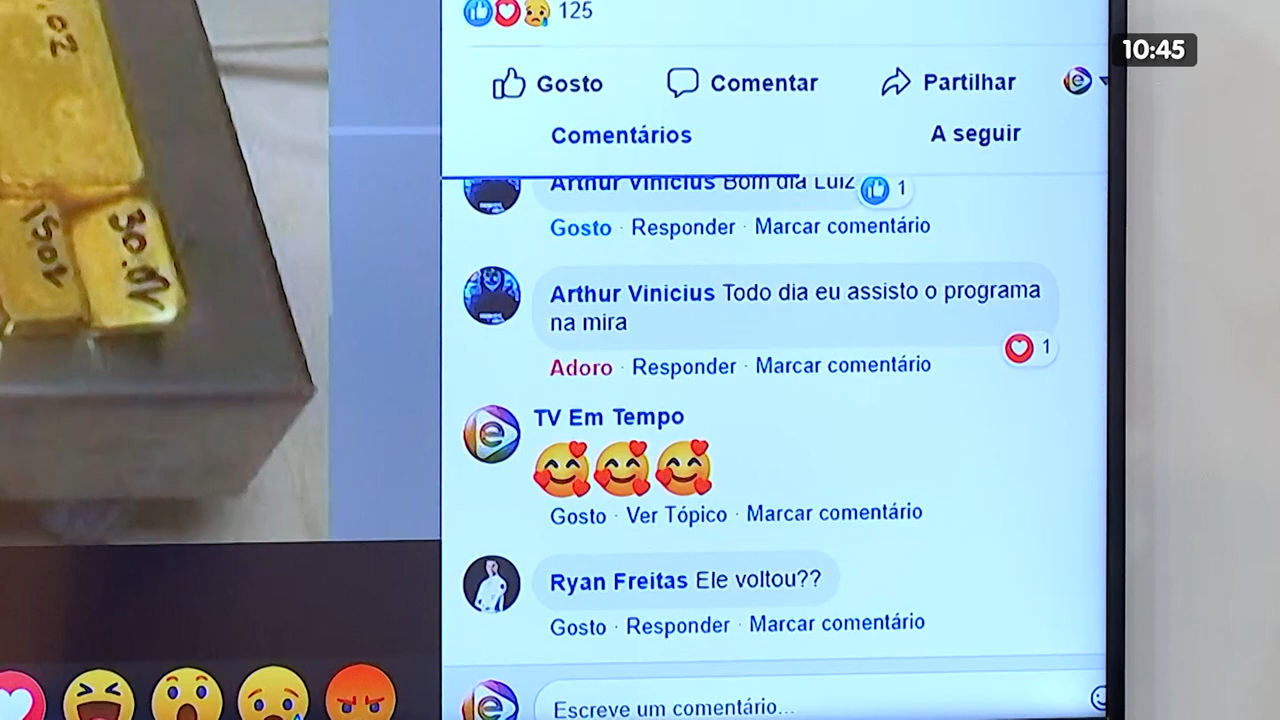 125
10:45
Gosto Comentar Partilhar
Comentários A seguir
Arthur Vinicius Bom dia Luiz 1
Gosto · Responder · Marcar comentário
Arthur Vinicius Todo dia eu assisto o programa
na mira
1
Adoro · Responder · Marcar comentário
TV Em Tempo
Gosto · Ver Tópico · Marcar comentário
Ryan Freitas Ele voltou??
Gosto · Responder · Marcar comentário
Escreve um comentário...